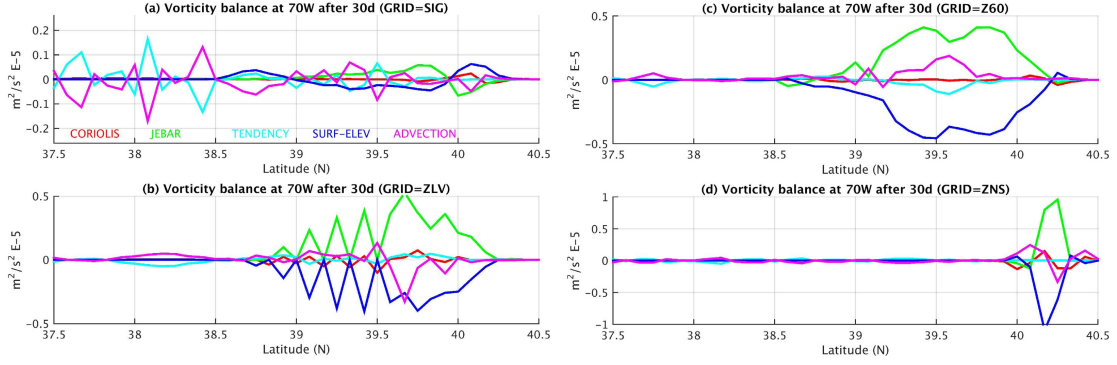 (a) Vorticity balance at 70W after 30d (GRID=SIG)
0.2
0.1
0
-0.1
-0.2
m²/s² E-5
CORIOLIS JEBAR TENDENCY SURF-ELEV ADVECTION
37.5 38 38.5 39 39.5 40 40.5
Latitude (N)
(b) Vorticity balance at 70W after 30d (GRID=ZLV)
0.5
0
-0.5
m²/s² E-5
37.5 38 38.5 39 39.5 40 40.5
Latitude (N)
(c) Vorticity balance at 70W after 30d (GRID=Z60)
0.5
0
-0.5
m²/s² E-5
37.5 38 38.5 39 39.5 40 40.5
Latitude (N)
(d) Vorticity balance at 70W after 30d (GRID=ZNS)
1
0.5
0
-0.5
-1
m²/s² E-5
37.5 38 38.5 39 39.5 40 40.5
Latitude (N)